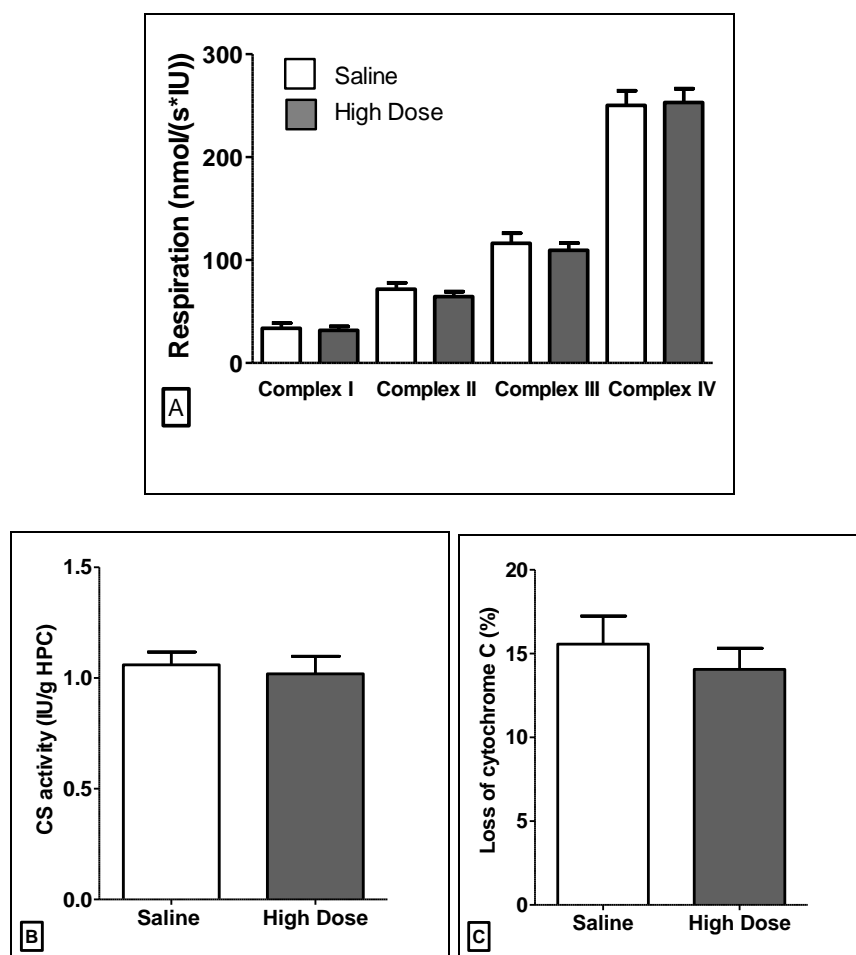 Respiration (nmol/(s*IU))
300
200
100
0
Saline
High Dose
Complex I
Complex II
Complex III
Complex IV
A
CS activity (IU/g HPC)
1.5
1.0
0.5
0.0
Saline
High Dose
B
Loss of cytochrome C (%)
20
15
10
5
0
Saline
High Dose
C